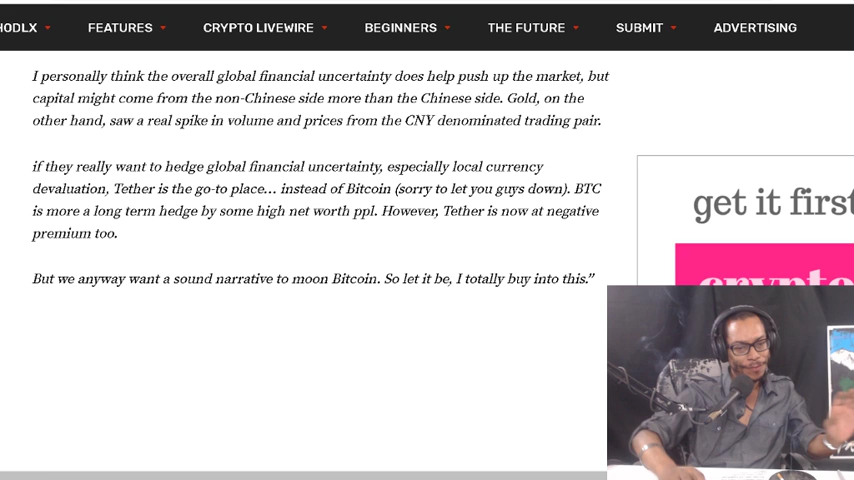 HODLX FEATURES CRYPTO LIVEWIRE BEGINNERS THE FUTURE SUBMIT ADVERTISING
I personally think the overall global financial uncertainty does help push up the market, but
capital might come from the non-Chinese side more than the Chinese side. Gold, on the
other hand, saw a real spike in volume and prices from the CNY denominated trading pair.
if they really want to hedge global financial uncertainty, especially local currency
devaluation, Tether is the go-to place… instead of Bitcoin (sorry to let you guys down). BTC
is more a long term hedge by some high net worth ppl. However, Tether is now at negative
premium too.
But we anyway want a sound narrative to moon Bitcoin. So let it be, I totally buy into this.”
get it first
crypto